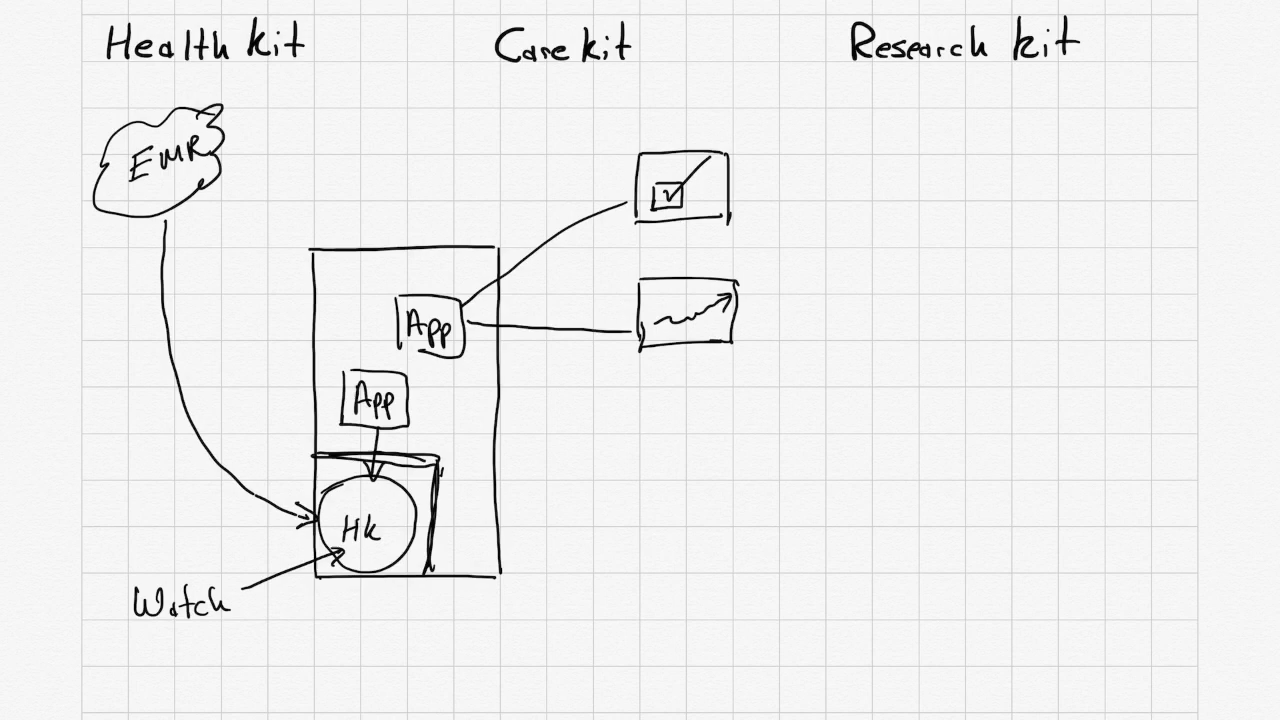 Health kit
Care kit
Research kit
EMR
App
App
Hk
Watch